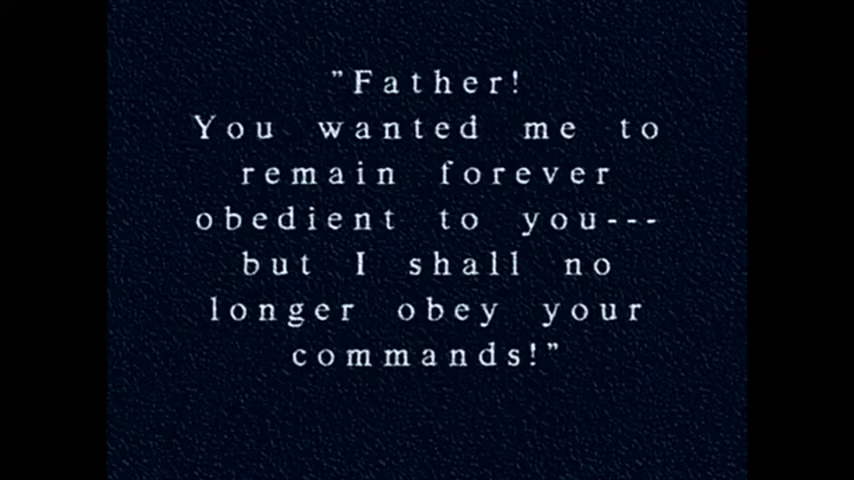 "Father!
You wanted me to
remain forever
obedient to you---
but I shall no
longer obey your
commands!"